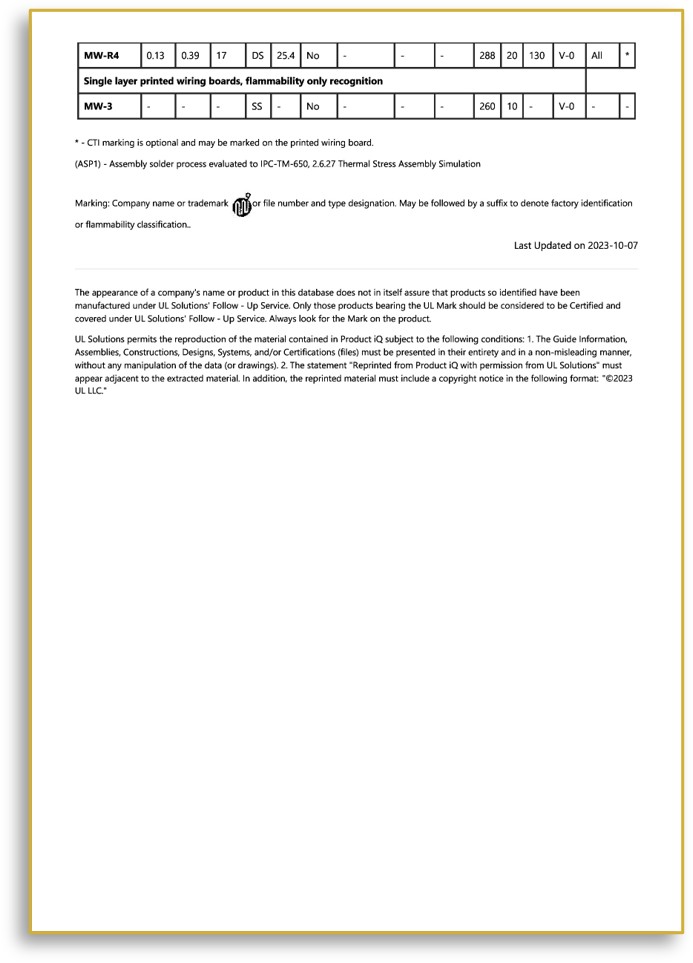 MW-R4 0.13 0.39 17 DS 25.4 No - - - 288 20 130 V-0 All *
Single layer printed wiring boards, flammability only recognition
MW-3 - - - SS - No - - - 260 10 - V-0 - -
* - CTI marking is optional and may be marked on the printed wiring board.
(ASP1) - Assembly solder process evaluated to IPC-TM-650, 2.6.27 Thermal Stress Assembly Simulation
Marking: Company name or trademark or file number and type designation. May be followed by a suffix to denote factory identification
or flammability classification..
Last Updated on 2023-10-07
The appearance of a company's name or product in this database does not in itself assure that products so identified have been
manufactured under UL Solutions' Follow - Up Service. Only those products bearing the UL Mark should be considered to be Certified and
covered under UL Solutions' Follow - Up Service. Always look for the Mark on the product.
UL Solutions permits the reproduction of the material contained in Product iQ subject to the following conditions: 1. The Guide Information,
Assemblies, Constructions, Designs, Systems, and/or Certifications (files) must be presented in their entirety and in a non-misleading manner,
without any manipulation of the data (or drawings). 2. The statement "Reprinted from Product iQ with permission from UL Solutions" must
appear adjacent to the extracted material. In addition, the reprinted material must include a copyright notice in the following format: "©2023
UL LLC."